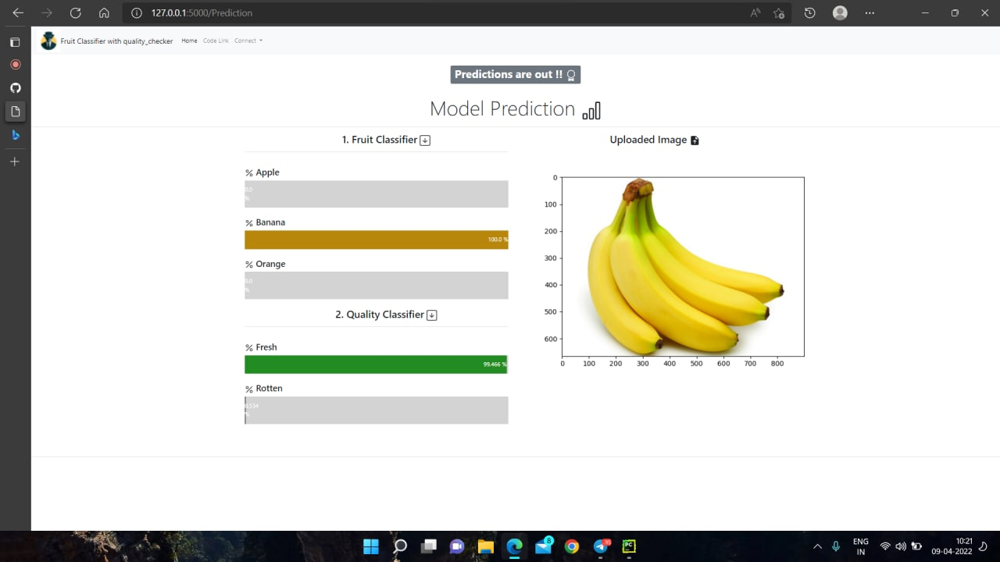 127.0.0.1:5000/Prediction
Fruit Classifier with quality_checker Home Code Link Connect
Predictions are out !!
Model Prediction
1. Fruit Classifier
% Apple
0.0
%
% Banana
100.0 %
% Orange
0.0
%
2. Quality Classifier
% Fresh
99.466 %
% Rotten
0.534
%
Uploaded Image
0
100
200
300
400
500
600
0 100 200 300 400 500 600 700 800
8
95
PC
ENG
IN
10:21
09-04-2022